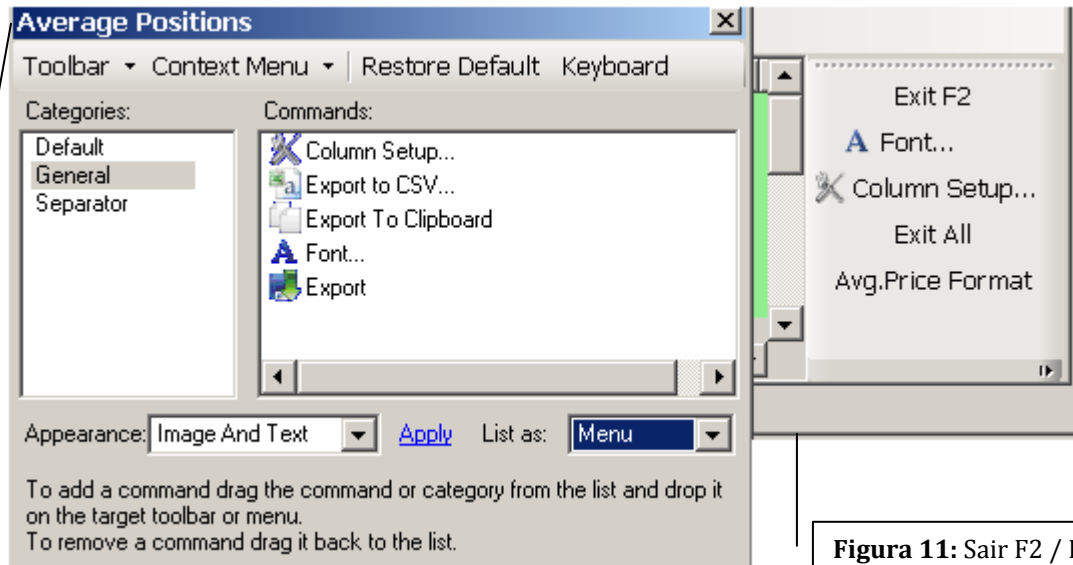 Average Positions
Toolbar Context Menu Restore Default Keyboard
Categories:
Default
General
Separator
Commands:
Column Setup...
Export to CSV...
Export To Clipboard
Font...
Export
Appearance: Image And Text Apply List as: Menu
To add a command drag the command or category from the list and drop it
on the target toolbar or menu.
To remove a command drag it back to the list.
Exit F2
Font...
Column Setup...
Exit All
Avg.Price Format
Figura 11: Sair F2 /